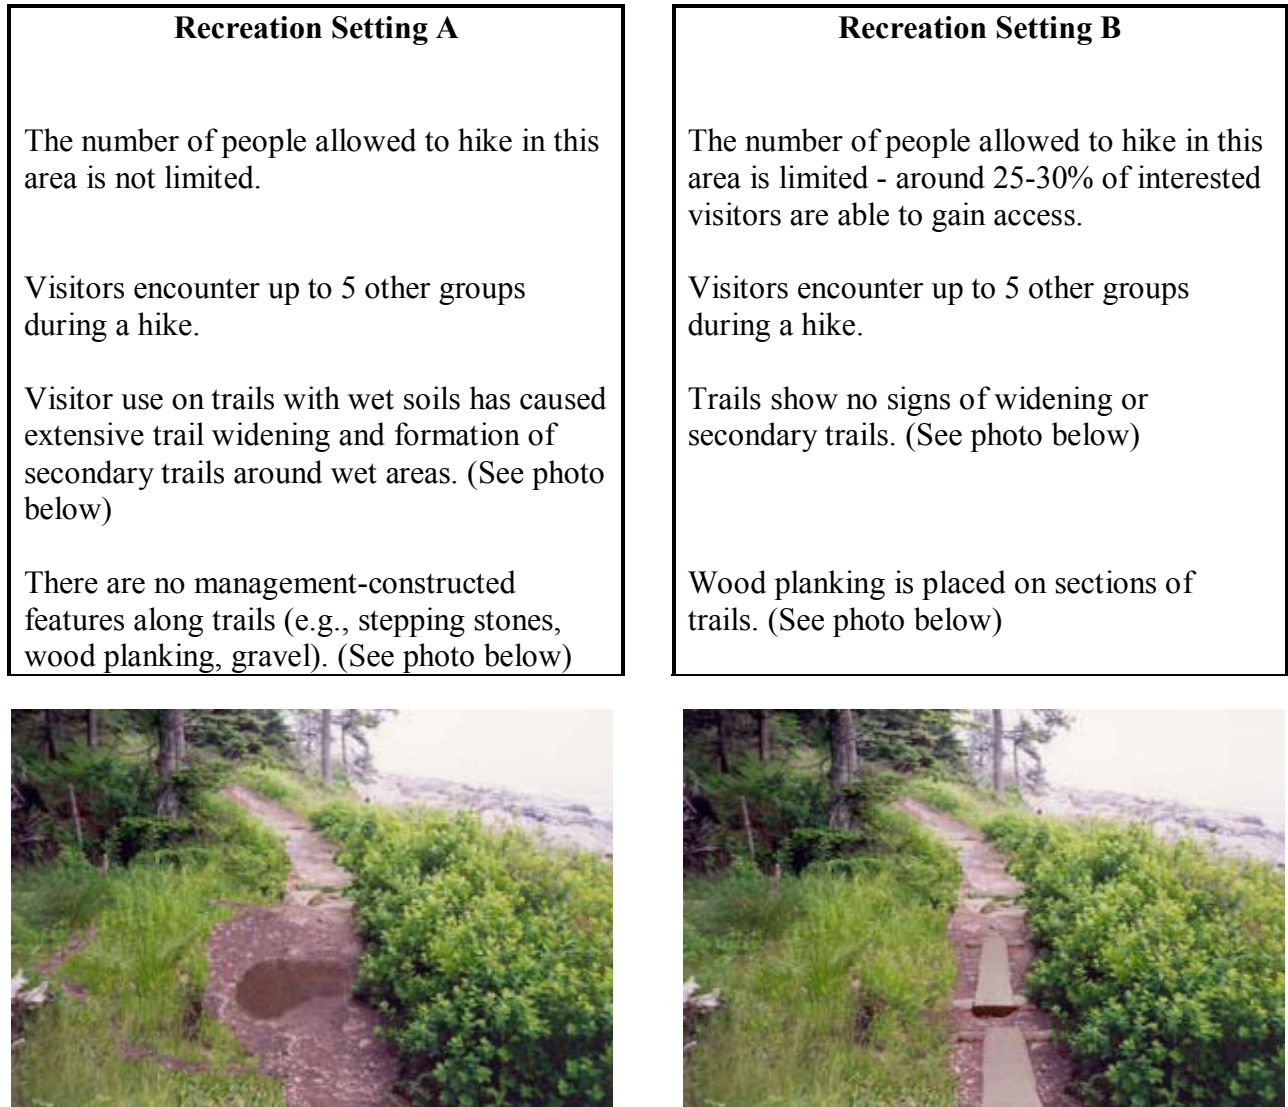 Recreation Setting A
The number of people allowed to hike in this
area is not limited.
Visitors encounter up to 5 other groups
during a hike.
Visitor use on trails with wet soils has caused
extensive trail widening and formation of
secondary trails around wet areas. (See photo
below)
There are no management-constructed
features along trails (e.g., stepping stones,
wood planking, gravel). (See photo below)
Recreation Setting B
The number of people allowed to hike in this
area is limited - around 25-30% of interested
visitors are able to gain access.
Visitors encounter up to 5 other groups
during a hike.
Trails show no signs of widening or
secondary trails. (See photo below)
Wood planking is placed on sections of
trails. (See photo below)